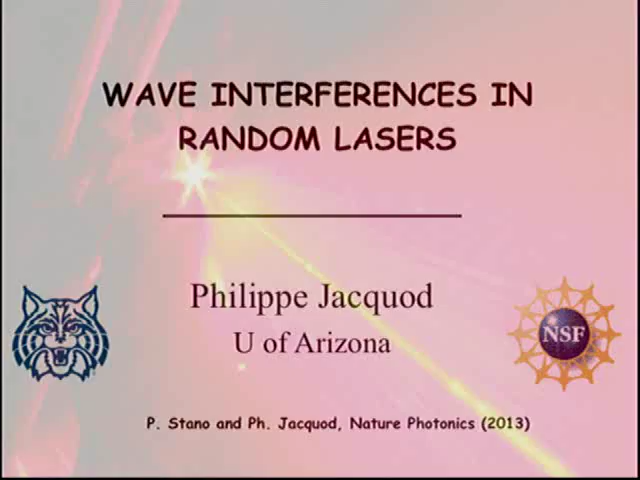 WAVE INTERFERENCES IN
RANDOM LASERS
Philippe Jacquod
U of Arizona
NSF
P. Stano and Ph. Jacquod, Nature Photonics (2013)